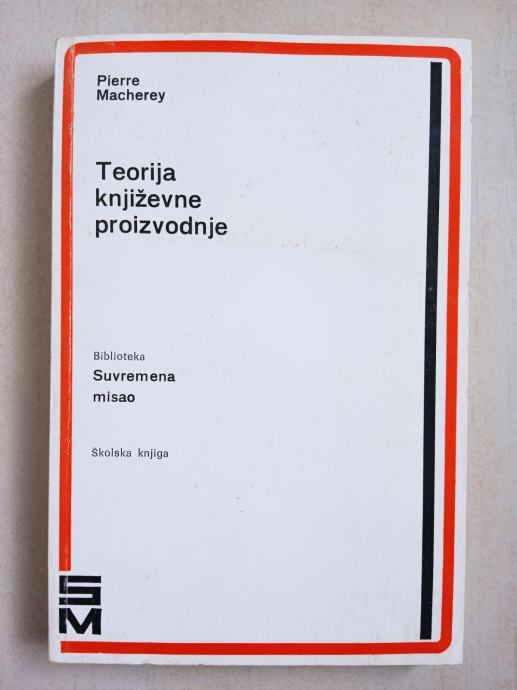 Pierre
Macherey
Teorija
književne
proizvodnje
Biblioteka
Suvremena
misao
Školska knjiga
SM